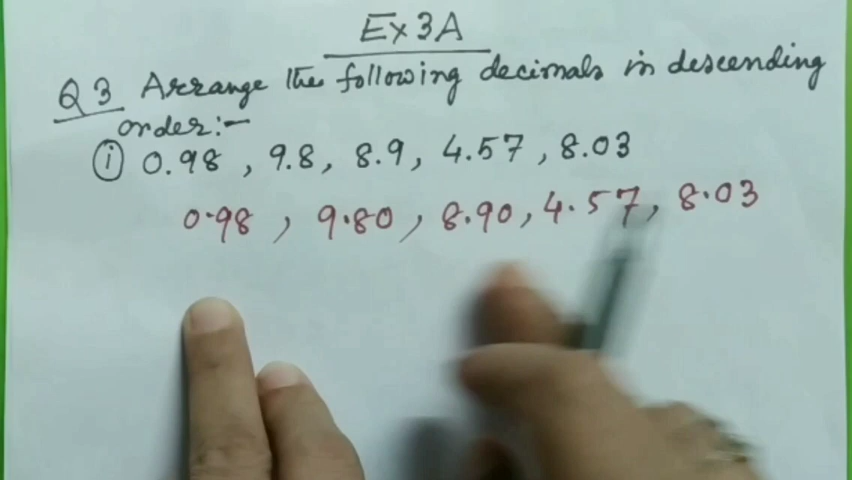 Ex 3A
Q3 Arrange the following decimals in descending
order:-
(i) 0.98, 9.8, 8.9, 4.57, 8.03
0.98, 9.80, 8.90, 4.57, 8.03